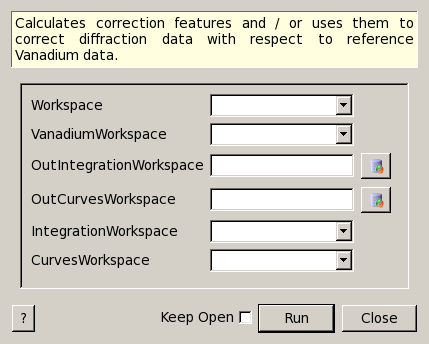 Calculates correction features and / or uses them to
correct diffraction data with respect to reference
Vanadium data.
Workspace
VanadiumWorkspace
OutIntegrationWorkspace
OutCurvesWorkspace
IntegrationWorkspace
CurvesWorkspace
? Keep Open Run Close